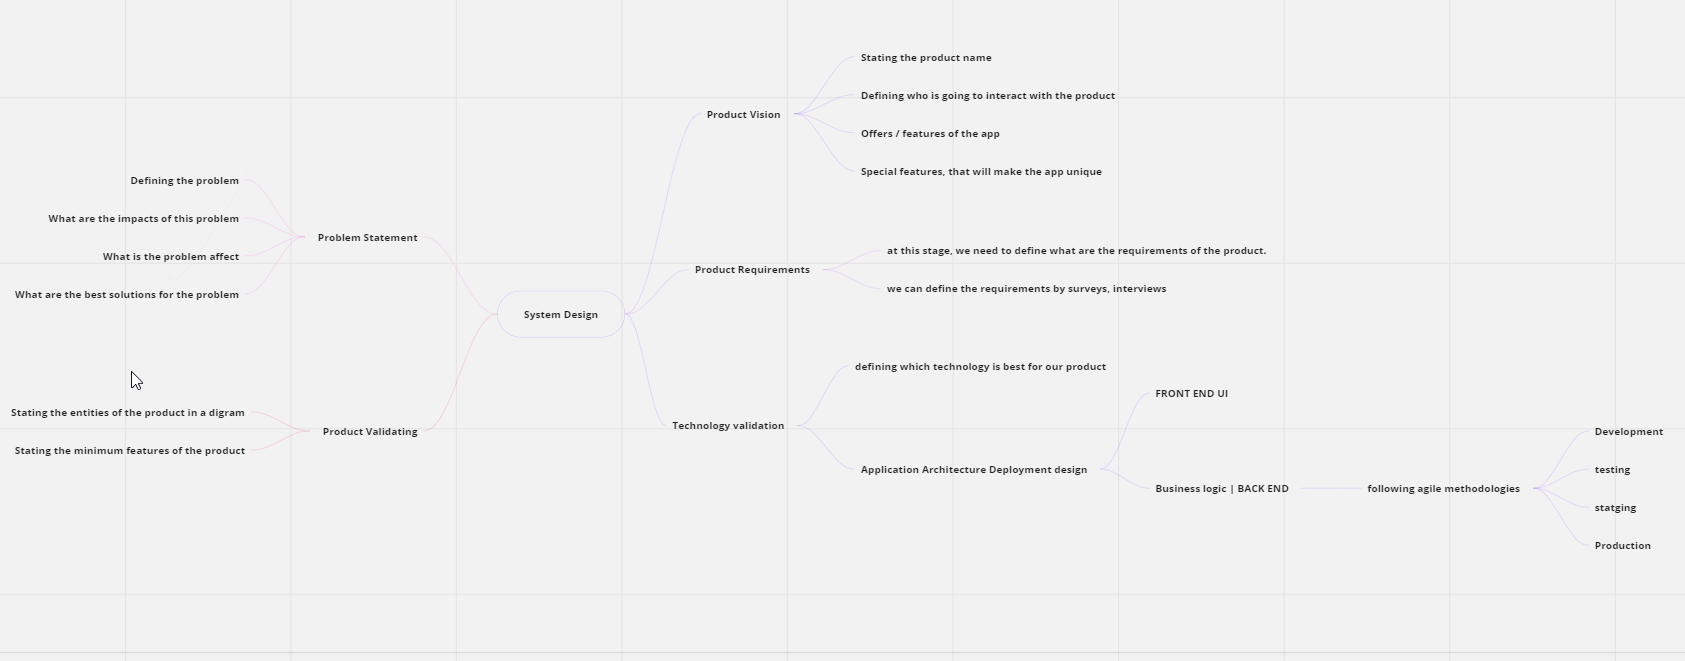 Stating the product name
Defining who is going to interact with the product
Product Vision
Offers / features of the app
Special features, that will make the app unique
Defining the problem
What are the impacts of this problem
Problem Statement
What is the problem affect
What are the best solutions for the problem
at this stage, we need to define what are the requirements of the product.
Product Requirements
we can define the requirements by surveys, interviews
System Design
defining which technology is best for our product
FRONT END UI
Stating the entities of the product in a digram
Product Validating
Stating the minimum features of the product
Technology validation
Application Architecture Deployment design
Business logic | BACK END
following agile methodologies
Development
testing
statging
Production